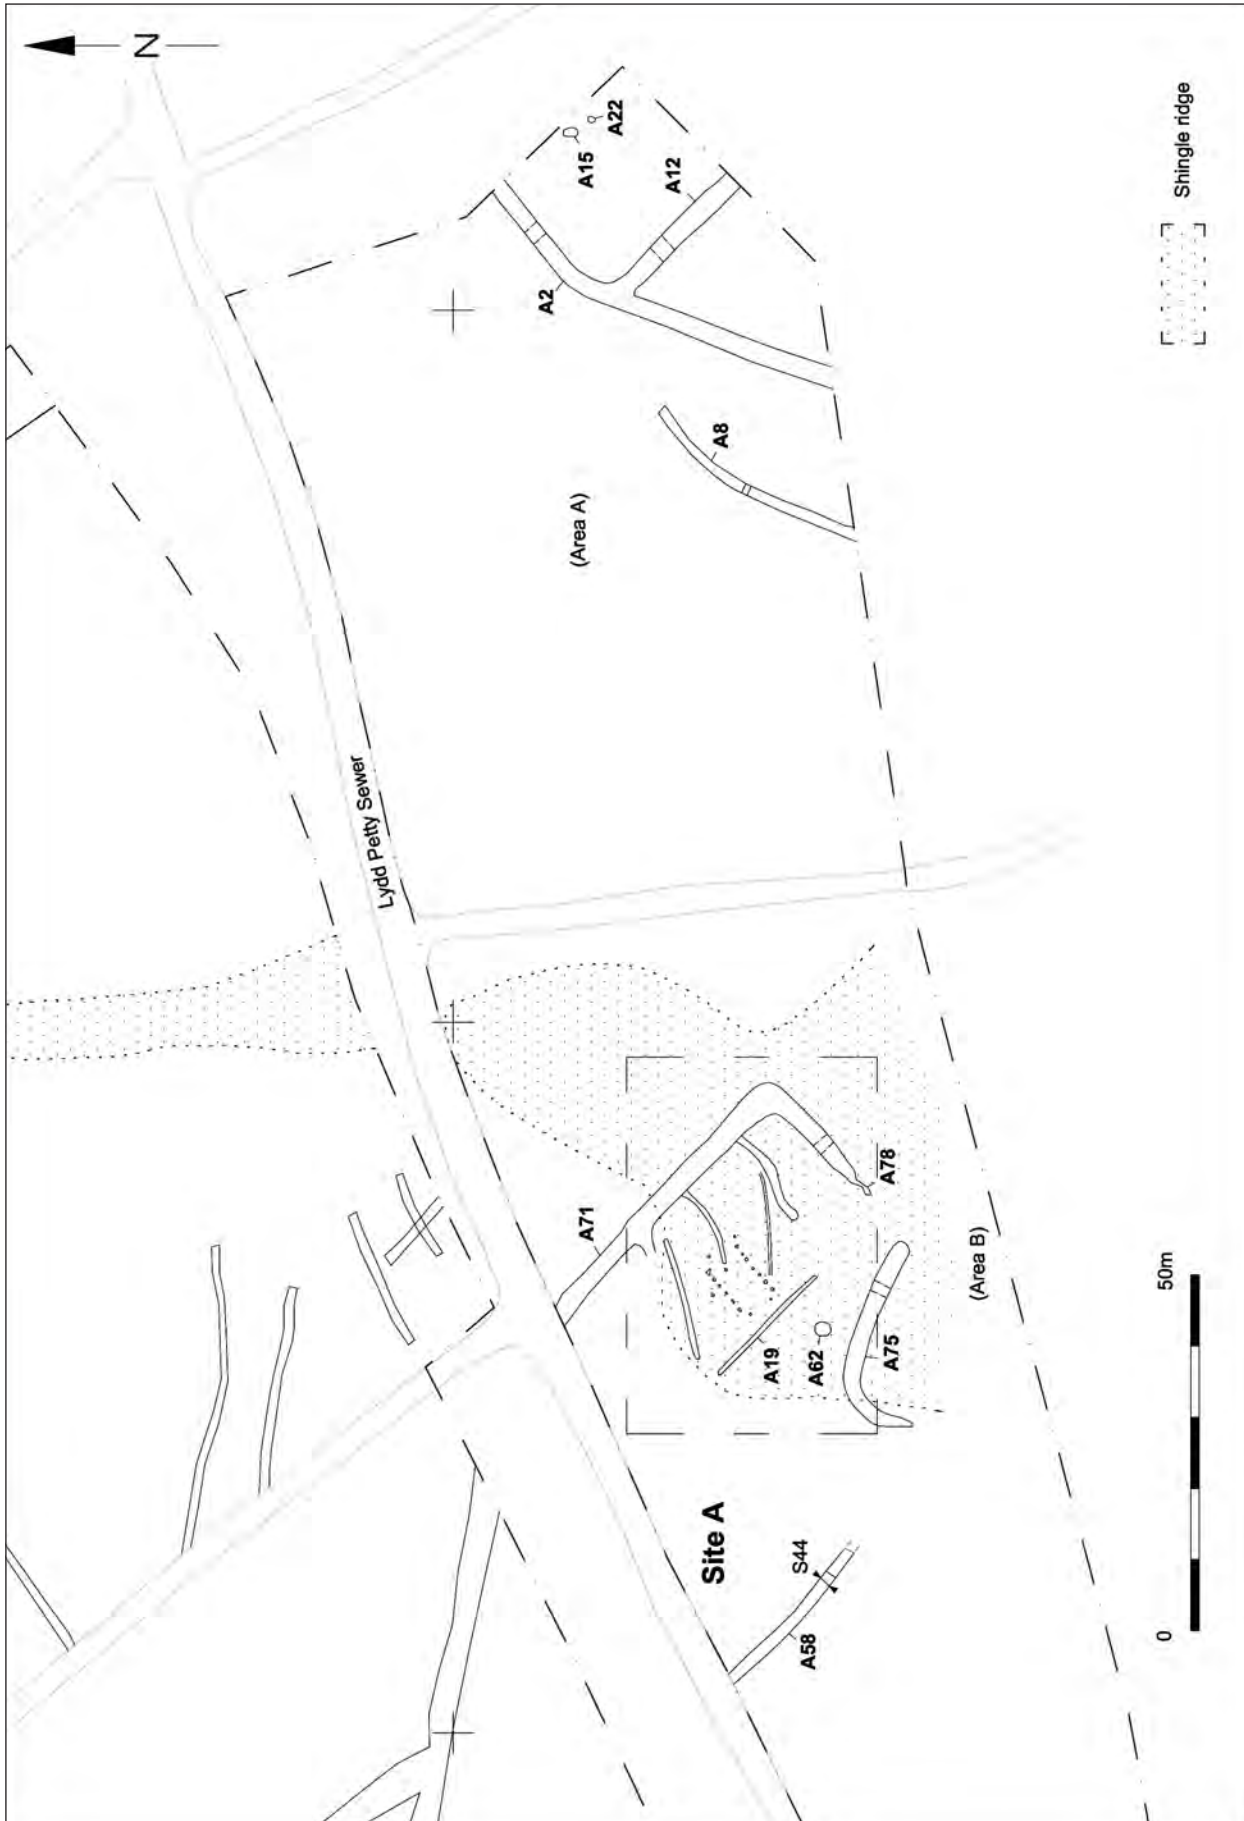 N
Lydd Petty Sewer
A15
A22
A12
A2
A8
(Area A)
Shingle ridge
A71
A78
A19
A62
A75
(Area B)
Site A
S44
A58
0
50m